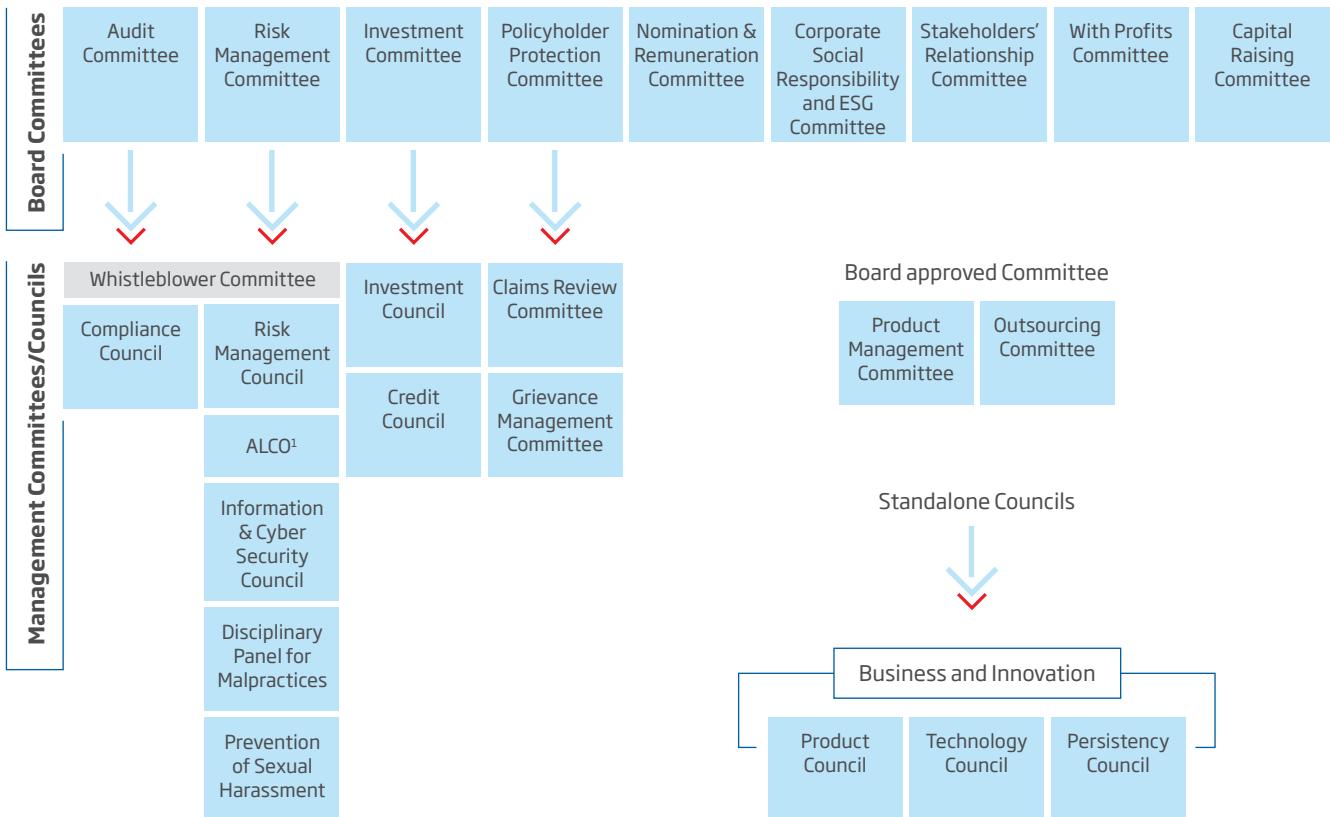 Board Committees
Audit
Committee
Risk
Management
Committee
Investment
Committee
Policyholder
Protection
Committee
Nomination &
Remuneration
Committee
Corporate
Social
Responsibility
and ESG
Committee
Stakeholders'
Relationship
Committee
With Profits
Committee
Capital
Raising
Committee
Management Committees/Councils
Whistleblower Committee
Compliance
Council
Risk
Management
Council
ALCO¹
Information
& Cyber
Security
Council
Disciplinary
Panel for
Malpractices
Prevention
of Sexual
Harassment
Investment
Council
Credit
Council
Claims Review
Committee
Grievance
Management
Committee
Board approved Committee
Product
Management
Committee
Outsourcing
Committee
Standalone Councils
Business and Innovation
Product
Council
Technology
Council
Persistency
Council